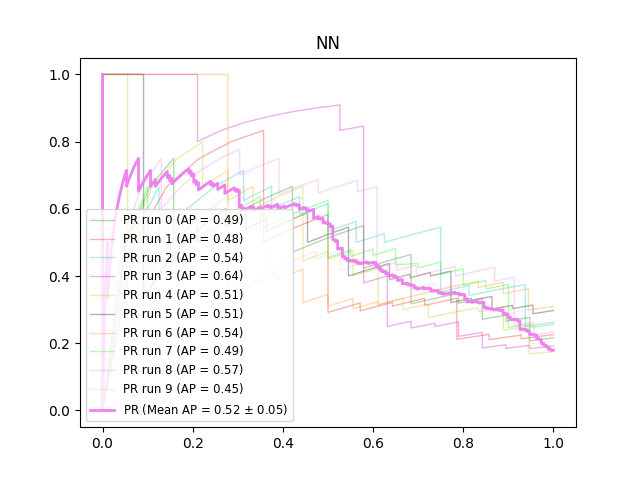 NN
1.0
0.8
0.6
0.4
0.2
0.0
PR run 0 (AP = 0.49)
PR run 1 (AP = 0.48)
PR run 2 (AP = 0.54)
PR run 3 (AP = 0.64)
PR run 4 (AP = 0.51)
PR run 5 (AP = 0.51)
PR run 6 (AP = 0.54)
PR run 7 (AP = 0.49)
PR run 8 (AP = 0.57)
PR run 9 (AP = 0.45)
PR (Mean AP = 0.52 ± 0.05)
0.0 0.2 0.4 0.6 0.8 1.0